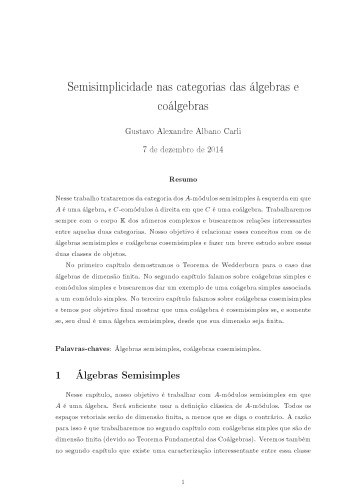 Semisimplicidade nas categorias das álgebras e
coálgebras
Gustavo Alexandre Albano Carli
7 de dezembro de 2014
Resumo
Nesse trabalho trataremos da categoria dos A-módulos semisimples à esquerda em que
A é uma álgebra, e C-comódulos à direita em que C é uma coálgebra. Trabalharemos
sempre com o corpo K dos números complexos e buscaremos relações interessantes
entre aquelas duas categorias. Nosso objetivo é relacionar esses conceitos com os de
álgebras semisimples e coálgebras cosemisimples e fazer um breve estudo sobre essas
duas classes de objetos.
No primeiro capítulo demostramos o Teorema de Wedderburn para o caso das
álgebras de dimensão finita. No segundo capítulo falamos sobre coágebras simples e
comódulos simples e buscaremos dar um exemplo de uma coágebra simples associada
a um comódulo simples. No terceiro capítulo falamos sobre coálgebras cosemisimples
e temos por objetivo final mostrar que uma coálgebra é cosemisimples se, e somente
se, seu dual é uma álgebra semisimples, desde que sua dimensão seja finita.
Palavras-chaves: Álgebras semisimples, coálgebras cosemisimples.
1 Álgebras Semisimples
Nesse capítulo, nosso objetivo é trabalhar com A-módulos semisimples em que
A é uma álgebra. Será suficiente usar a definição clássica de A-módulos. Todos os
espaços vetoriais serão de dimensão finita, a menos que se diga o contrário. A razão
para isso é que trabalharemos no segundo capítulo com coálgebras simples que são de
dimensão finita (devido ao Teorema Fundamental das Coálgebras). Veremos também
no segundo capítulo que existe uma caracterização interessantente entre essa classe
1